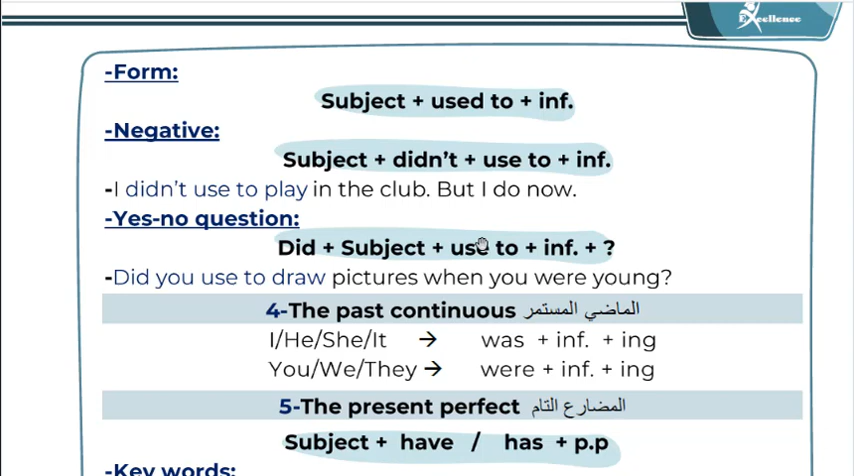 Excellence
-Form:
Subject + used to + inf.
-Negative:
Subject + didn't + use to + inf.
-I didn't use to play in the club. But I do now.
-Yes-no question:
Did + Subject + use to + inf. + ?
-Did you use to draw pictures when you were young?
4-The past continuous الماضي المستمر
I/He/She/It → was + inf. + ing
You/We/They → were + inf. + ing
5-The present perfect المضارع التام
Subject + have / has + p.p
-Key words: